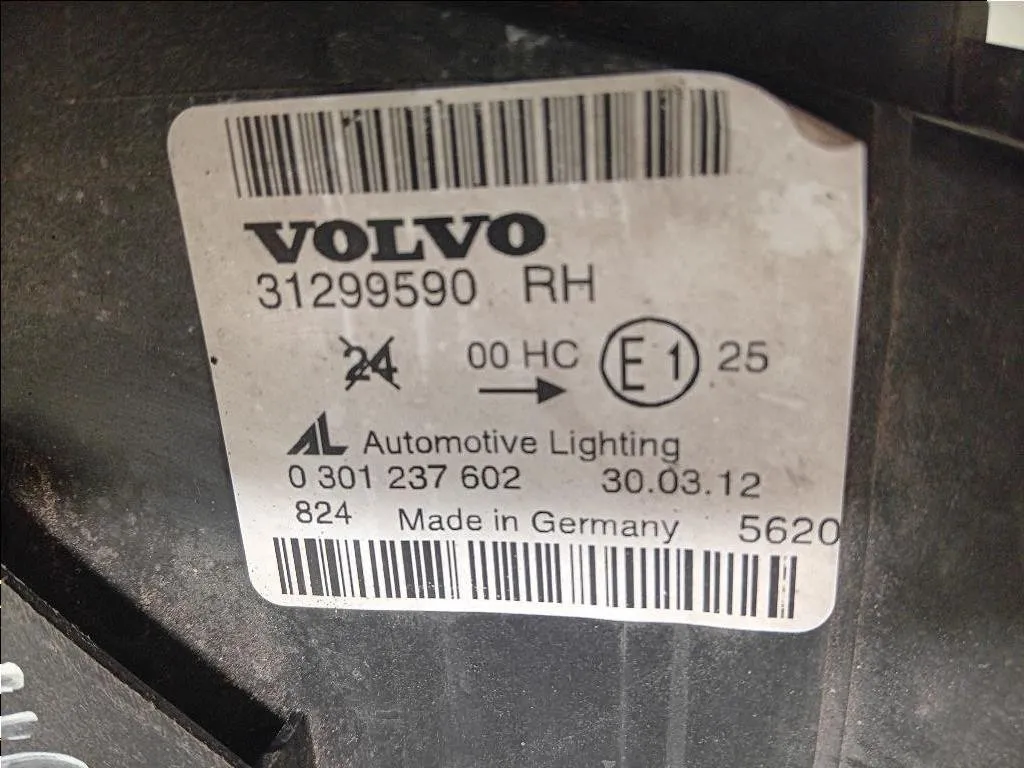 VOLVO
31299590 RH
24 00 HC E1 25
AL Automotive Lighting
0 301 237 602 30.03.12
824 Made in Germany 5620